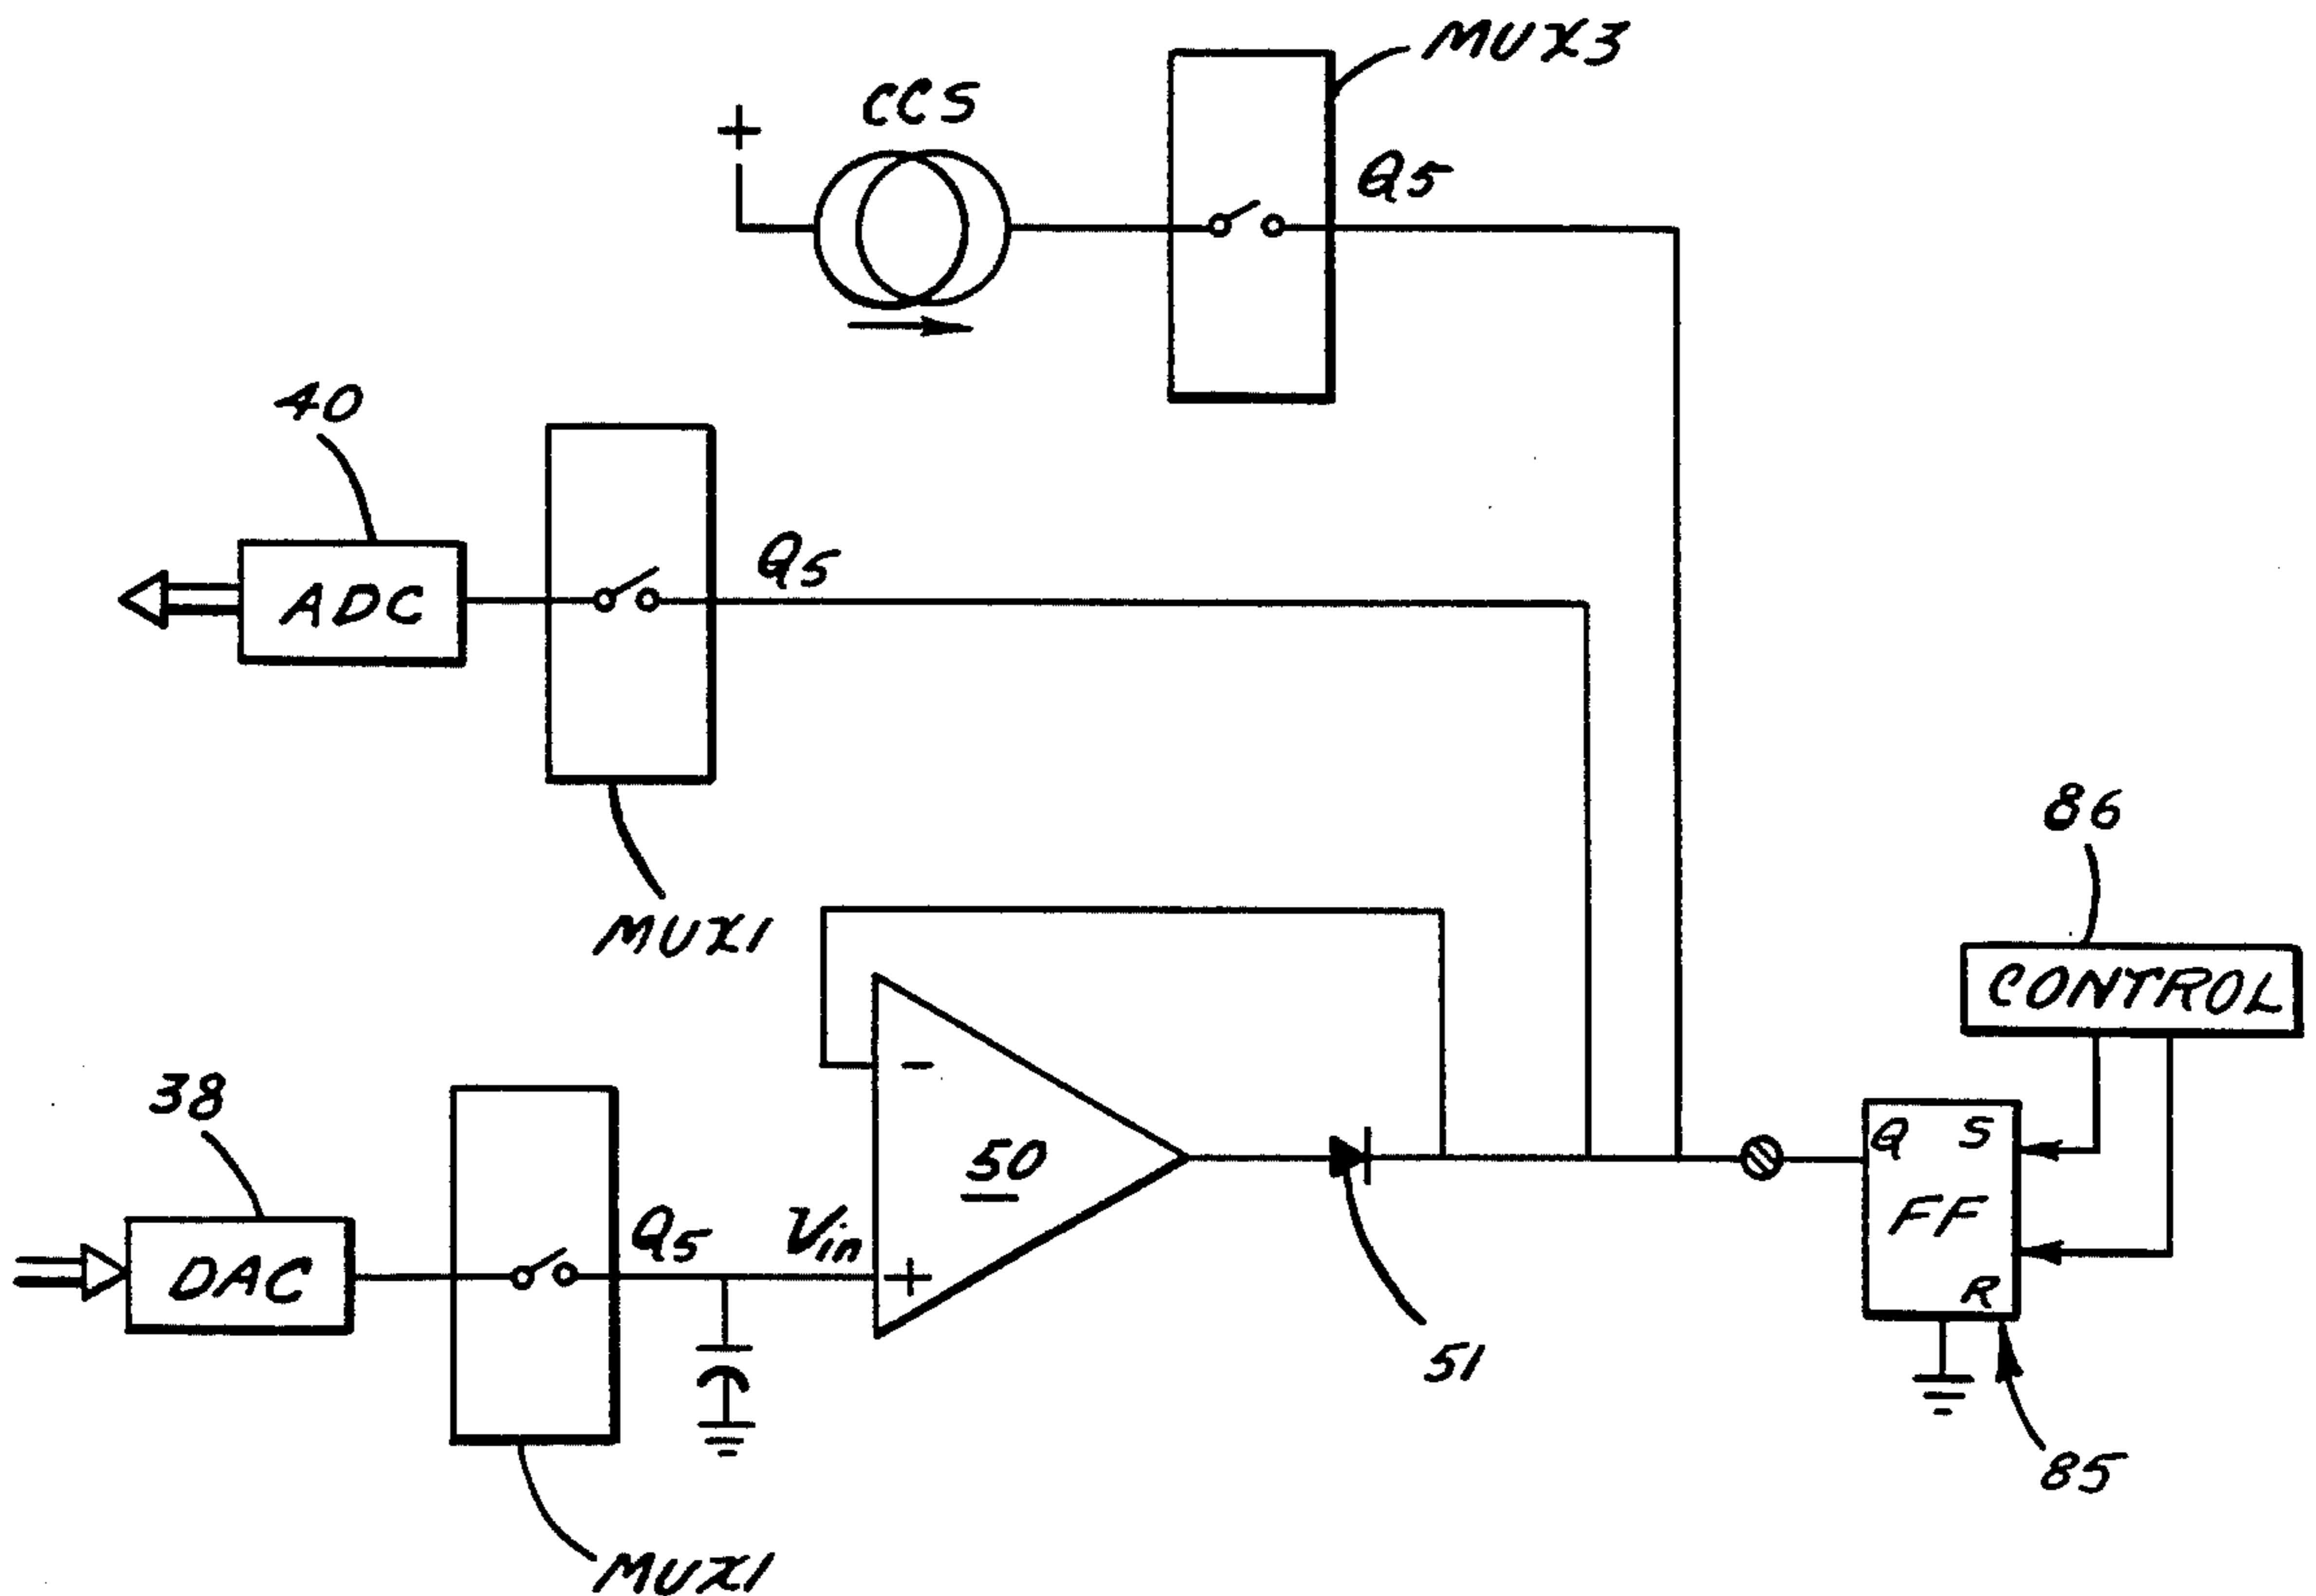 MUX3
CCS
+
Q5
40
ADC
Q5
MUX1
86
CONTROL
38
DAC
Q5
Vin
-
+
50
51
Q S
FF
R
85
MUX1